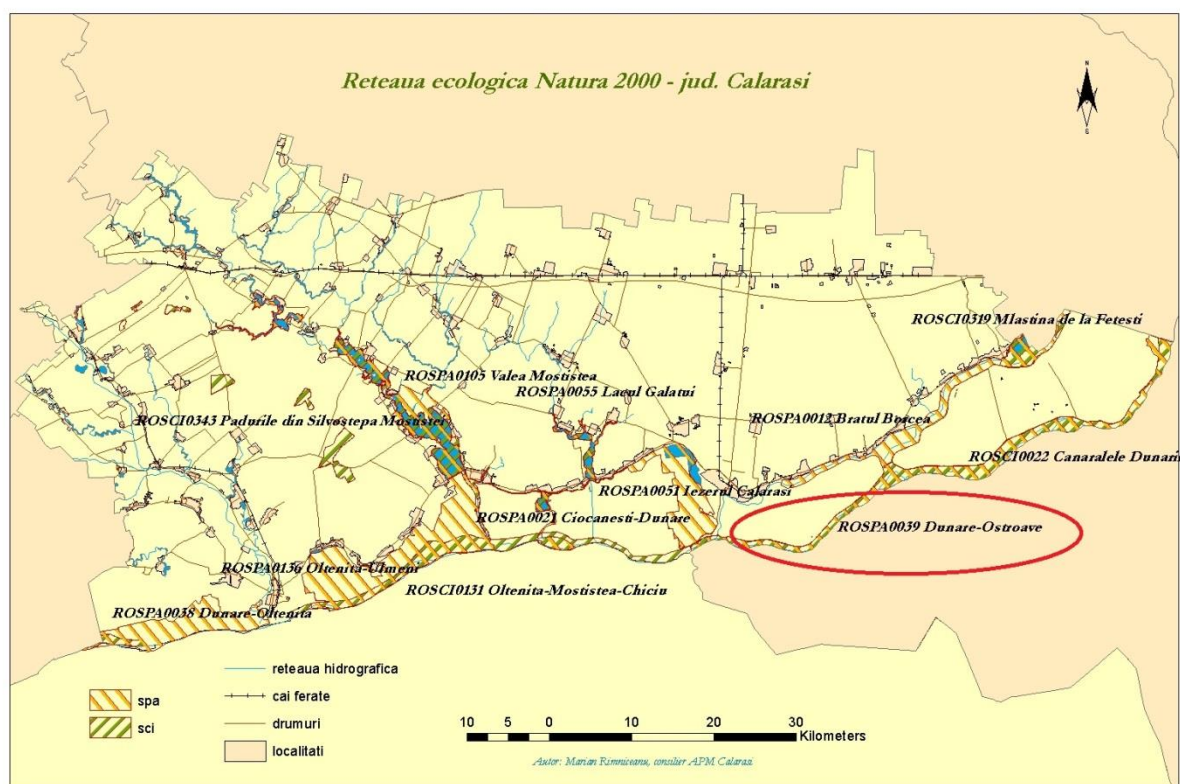 Reteaua ecologica Natura 2000 - jud. Calarasi
N
S
ROSCI0319 Mlastina de la Fetesti
ROSPA0105 Valea Mostistea
ROSPA0055 Lacul Galatui
ROSCI0343 Padurile din Silvostepa Mostistei
ROSPA0012 Bratul Borcea
ROSCI0022 Canaralele Dunarii
ROSPA0051 Iezerul Calarasi
ROSPA0021 Ciocanesti-Dunare
ROSPA0039 Dunare-Ostroave
ROSPA0136 Oltenita-Ulmeni
ROSCI0131 Oltenita-Mostistea-Chiciu
ROSPA0038 Dunare-Oltenita
reteaua hidrografica
spa
cai ferate
sci
drumuri
localitati
10 5 0 10 20 30
Kilometers
Autor: Marian Rimniceanu, consilier APM Calarasi